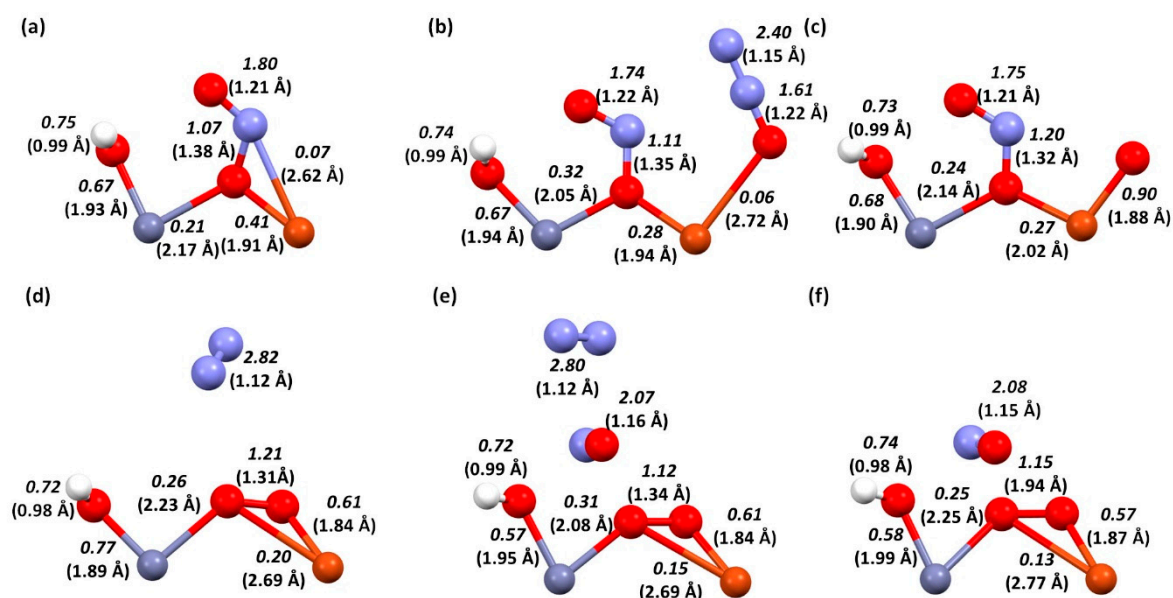 (a)
1.80
(1.21 Å)
0.75
(0.99 Å)
1.07
(1.38 Å)
0.07
(2.62 Å)
0.67
(1.93 Å)
0.21
(2.17 Å)
0.41
(1.91 Å)
(b)
2.40
(1.15 Å)
1.74
(1.22 Å)
1.61
(1.22 Å)
0.74
(0.99 Å)
1.11
(1.35 Å)
0.32
(2.05 Å)
0.67
(1.94 Å)
0.28
(1.94 Å)
0.06
(2.72 Å)
(c)
1.75
(1.21 Å)
0.73
(0.99 Å)
1.20
(1.32 Å)
0.24
(2.14 Å)
0.68
(1.90 Å)
0.27
(2.02 Å)
0.90
(1.88 Å)
(d)
2.82
(1.12 Å)
0.72
(0.98 Å)
0.26
(2.23 Å)
1.21
(1.31Å)
0.61
(1.84 Å)
0.77
(1.89 Å)
0.20
(2.69 Å)
(e)
2.80
(1.12 Å)
2.07
(1.16 Å)
0.72
(0.99 Å)
1.12
(1.34 Å)
0.31
(2.08 Å)
0.61
(1.84 Å)
0.57
(1.95 Å)
0.15
(2.69 Å)
(f)
2.08
(1.15 Å)
0.74
(0.98 Å)
1.15
(1.94 Å)
0.25
(2.25 Å)
0.57
(1.87 Å)
0.58
(1.99 Å)
0.13
(2.77 Å)